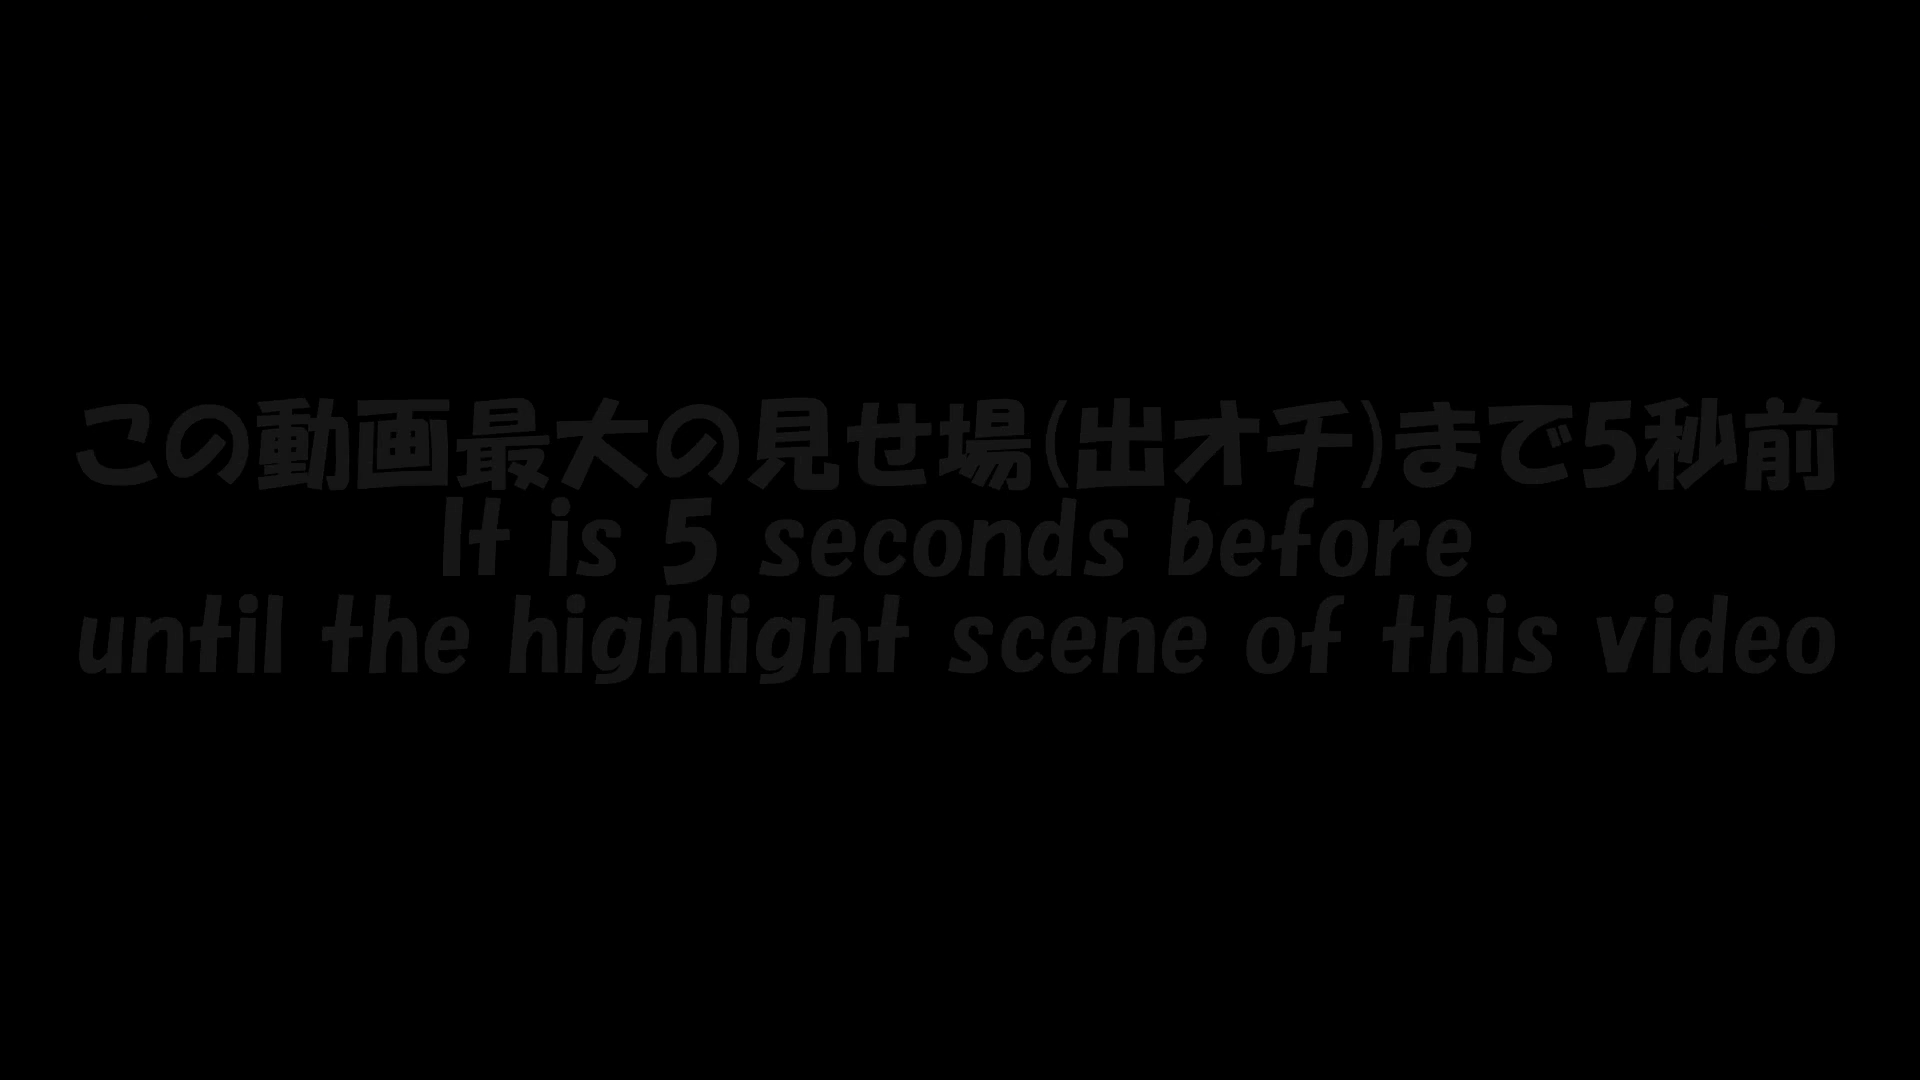 この動画最大の見せ場(出オチ)まで5秒前
It is 5 seconds before
until the highlight scene of this video